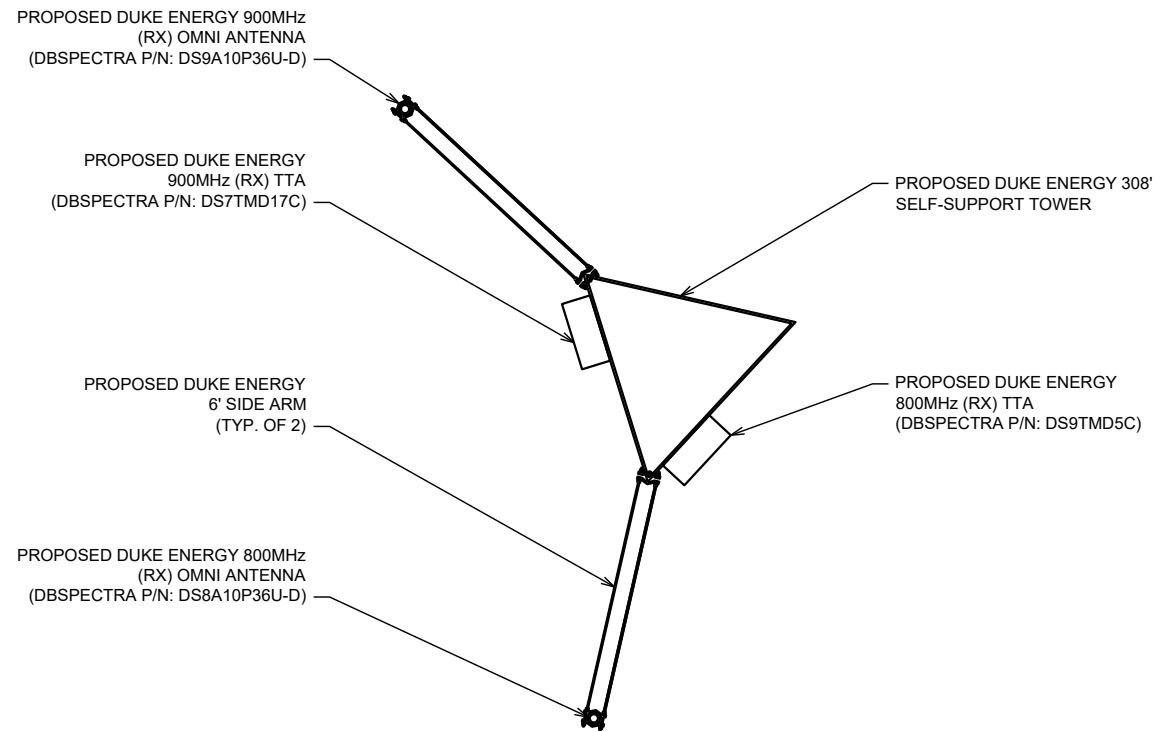 PROPOSED DUKE ENERGY 900MHz
(RX) OMNI ANTENNA
(DBSPECTRA P/N: DS9A10P36U-D)
PROPOSED DUKE ENERGY
900MHz (RX) TTA
(DBSPECTRA P/N: DS7TMD17C)
PROPOSED DUKE ENERGY 308'
SELF-SUPPORT TOWER
PROPOSED DUKE ENERGY
6' SIDE ARM
(TYP. OF 2)
PROPOSED DUKE ENERGY
800MHz (RX) TTA
(DBSPECTRA P/N: DS9TMD5C)
PROPOSED DUKE ENERGY 800MHz
(RX) OMNI ANTENNA
(DBSPECTRA P/N: DS8A10P36U-D)